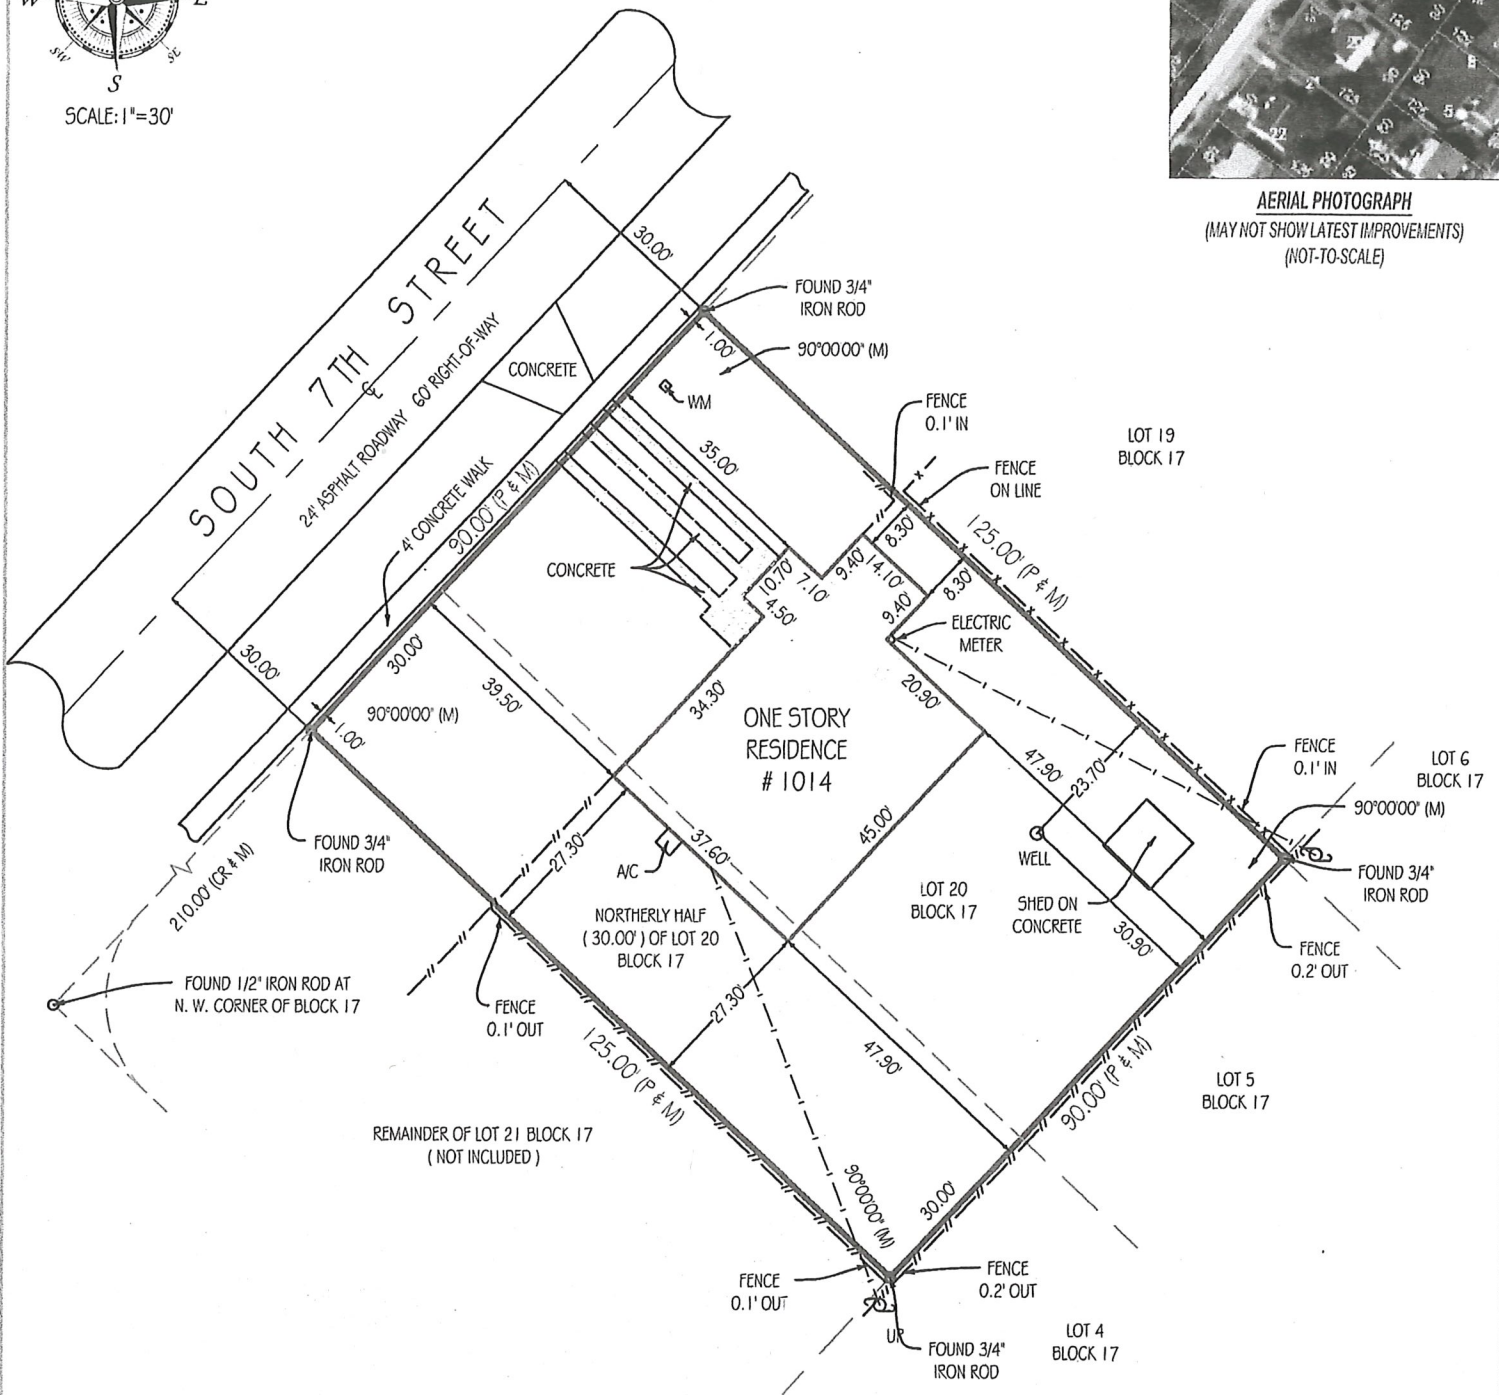 W
E
SW
SE
S
SCALE: 1"=30'
AERIAL PHOTOGRAPH
(MAY NOT SHOW LATEST IMPROVEMENTS)
(NOT-TO-SCALE)
22
5
SOUTH 7TH STREET
24' ASPHALT ROADWAY 60' RIGHT-OF-WAY
30.00'
FOUND 3/4"
IRON ROD
1.00'
90°00'00" (M)
CONCRETE
WM
FENCE
0.1' IN
LOT 19
BLOCK 17
FENCE
ON LINE
35.00'
4' CONCRETE WALK
90.00' (P & M)
8.30'
125.00' (P & M)
CONCRETE
10.70'
7.10'
9.40'
14.10'
4.50'
9.40'
8.30'
ELECTRIC
METER
30.00'
30.00'
39.50'
34.30'
20.90'
90°00'00" (M)
1.00'
ONE STORY
RESIDENCE
# 1014
47.90'
23.70'
FENCE
0.1' IN
LOT 6
BLOCK 17
90°00'00" (M)
FOUND 3/4"
IRON ROD
210.00' (CR & M)
27.30'
A/C
37.60'
45.00'
WELL
SHED ON
CONCRETE
30.90'
LOT 20
BLOCK 17
FOUND 3/4"
IRON ROD
NORTHERLY HALF
( 30.00' ) OF LOT 20
BLOCK 17
FENCE
0.2' OUT
FOUND 1/2" IRON ROD AT
N. W. CORNER OF BLOCK 17
FENCE
0.1' OUT
27.30'
47.90'
125.00' (P & M)
90.00' (P & M)
LOT 5
BLOCK 17
REMAINDER OF LOT 21 BLOCK 17
( NOT INCLUDED )
90°00'00" (M)
30.00'
FENCE
0.1' OUT
FENCE
0.2' OUT
UP
FOUND 3/4"
IRON ROD
LOT 4
BLOCK 17